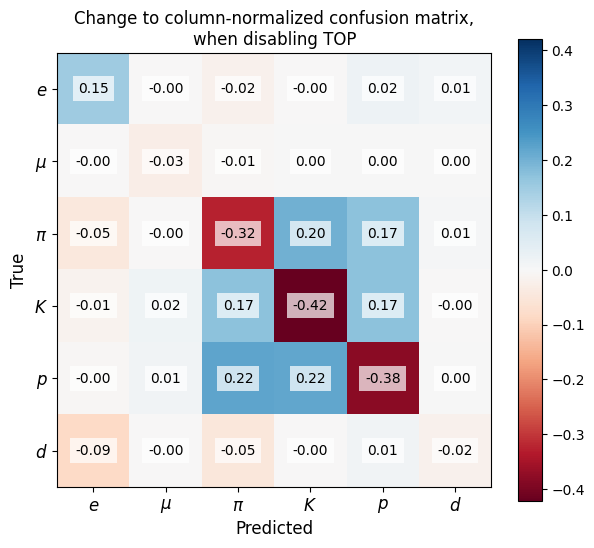 Change to column-normalized confusion matrix,
when disabling TOP
True
e 0.15 -0.00 -0.02 -0.00 0.02 0.01
μ -0.00 -0.03 -0.01 0.00 0.00 0.00
π -0.05 -0.00 -0.32 0.20 0.17 0.01
K -0.01 0.02 0.17 -0.42 0.17 -0.00
p -0.00 0.01 0.22 0.22 -0.38 0.00
d -0.09 -0.00 -0.05 -0.00 0.01 -0.02
e μ π K p d
Predicted
0.4
0.3
0.2
0.1
0.0
−0.1
−0.2
−0.3
−0.4